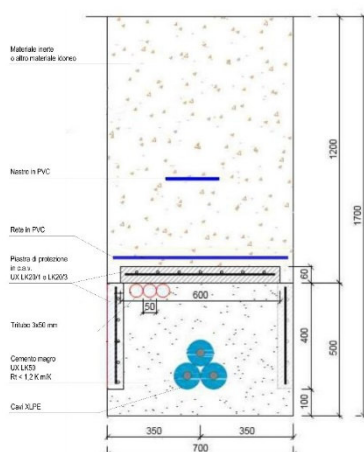 Materiale inerte
o altro materiale idoneo
Nastro in PVC
Rete in PVC
Piastra di protezione
in c.a.v.
UX LK20/1 e LK20/3
Tritubo 3x50 mm
Cemento magro
UX LK50
Rt < 1,2 K m/K
Cavi XLPE
1200
1700
60
600
50
400
500
100
350
350
700